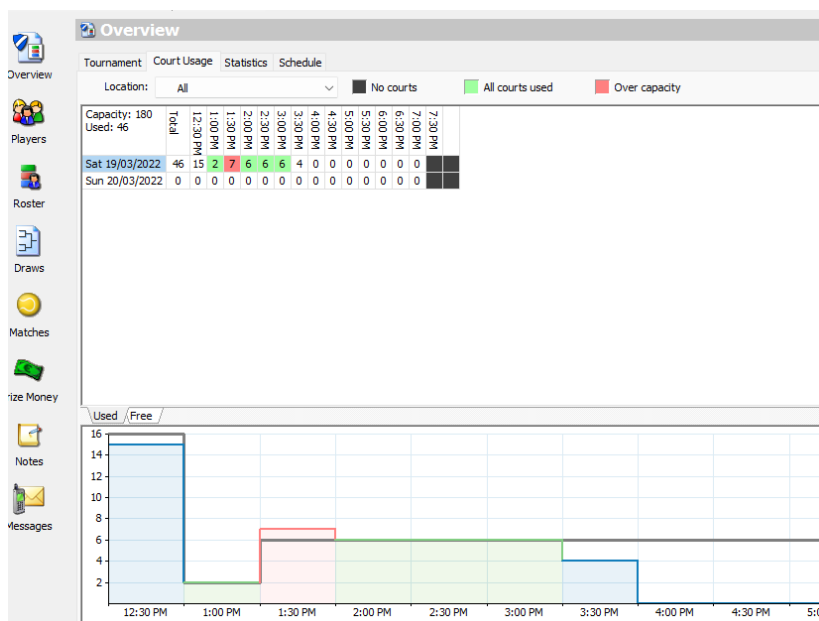 Overview
Overview
Players
Roster
Draws
Matches
rize Money
Notes
Messages
Tournament Court Usage Statistics Schedule
Location: All No courts All courts used Over capacity
Capacity: 180
Used: 46
Total 12:30 PM 1:00 PM 1:30 PM 2:00 PM 2:30 PM 3:00 PM 3:30 PM 4:00 PM 4:30 PM 5:00 PM 5:30 PM 6:00 PM 6:30 PM 7:00 PM 7:30 PM
Sat 19/03/2022 46 15 2 7 6 6 6 4 0 0 0 0 0 0 0
Sun 20/03/2022 0 0 0 0 0 0 0 0 0 0 0 0 0 0 0
Used Free
16
14
12
10
8
6
4
2
12:30 PM 1:00 PM 1:30 PM 2:00 PM 2:30 PM 3:00 PM 3:30 PM 4:00 PM 4:30 PM 5:0